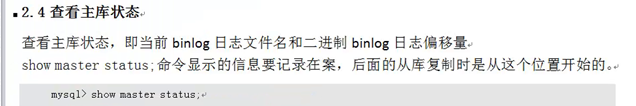 2.4 查看主库状态
查看主库状态，即当前 binlog 日志文件名和二进制 binlog 日志偏移量
show master status;命令显示的信息要记录在案，后面的从库复制时是从这个位置开始的。
mysql> show master status;